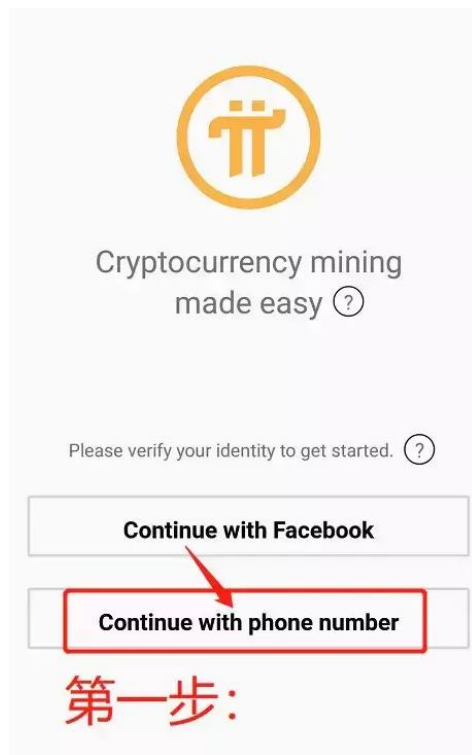 Cryptocurrency mining
made easy ?
Please verify your identity to get started. ?
Continue with Facebook
Continue with phone number
第一步: